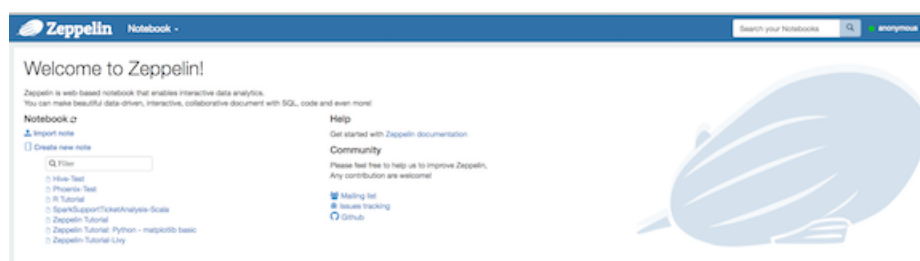 Zeppelin Notebook
Search your Notebooks
anonymous
Welcome to Zeppelin!
Zeppelin is web-based notebook that enables interactive data analytics.
You can make beautiful data-driven, interactive, collaborative document with SQL, code and even more!
Notebook
Import note
Create new note
Filter
Hive-Test
Phoenix-Test
R Tutorial
SparkSupportTicketAnalysis-Scala
Zeppelin Tutorial
Zeppelin Tutorial: Python - matplotlib basic
Zeppelin-Tutorial-Livy
Help
Get started with Zeppelin documentation
Community
Please feel free to help us to improve Zeppelin,
Any contribution are welcome!
Mailing list
Issues tracking
Github